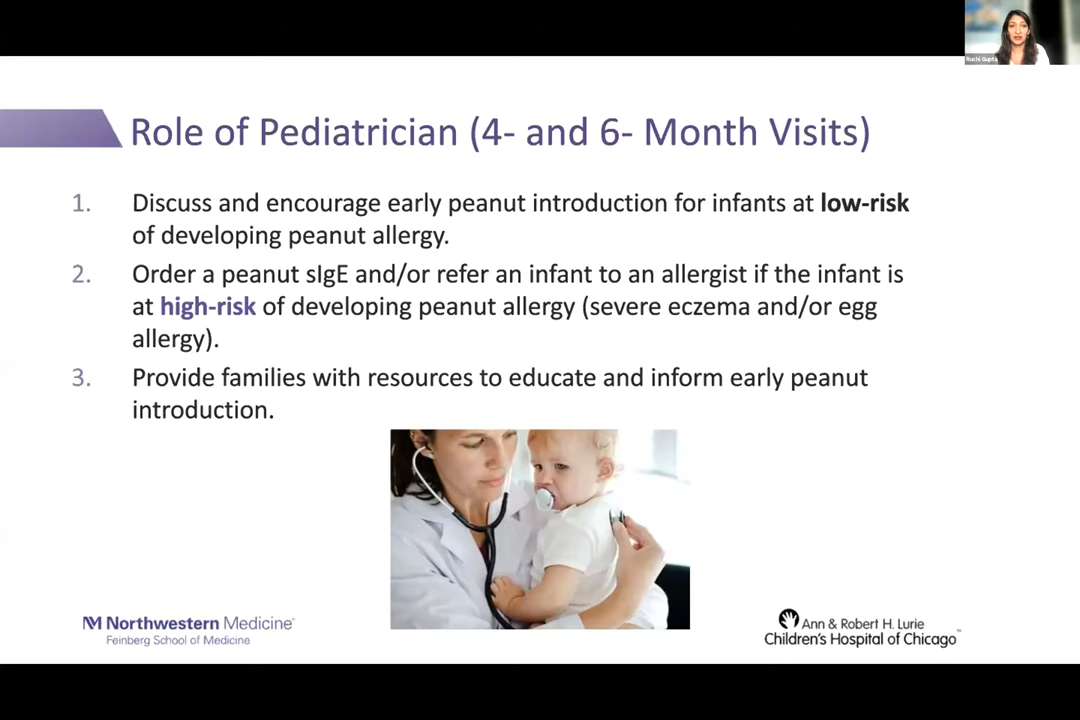 Ruchi Gupta
Role of Pediatrician (4- and 6- Month Visits)
1. Discuss and encourage early peanut introduction for infants at low-risk
of developing peanut allergy.
2. Order a peanut sIgE and/or refer an infant to an allergist if the infant is
at high-risk of developing peanut allergy (severe eczema and/or egg
allergy).
3. Provide families with resources to educate and inform early peanut
introduction.
Northwestern Medicine
Feinberg School of Medicine
Ann & Robert H. Lurie
Children's Hospital of Chicago